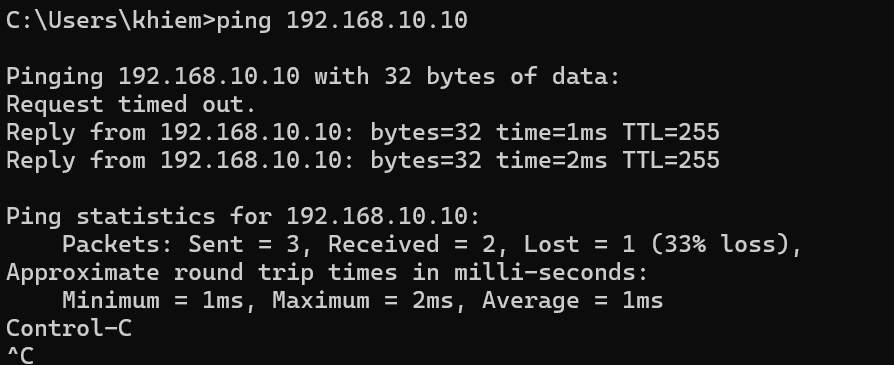 C:\Users\khiem>ping 192.168.10.10
Pinging 192.168.10.10 with 32 bytes of data:
Request timed out.
Reply from 192.168.10.10: bytes=32 time=1ms TTL=255
Reply from 192.168.10.10: bytes=32 time=2ms TTL=255
Ping statistics for 192.168.10.10:
    Packets: Sent = 3, Received = 2, Lost = 1 (33% loss),
Approximate round trip times in milli-seconds:
    Minimum = 1ms, Maximum = 2ms, Average = 1ms
Control-C
^C